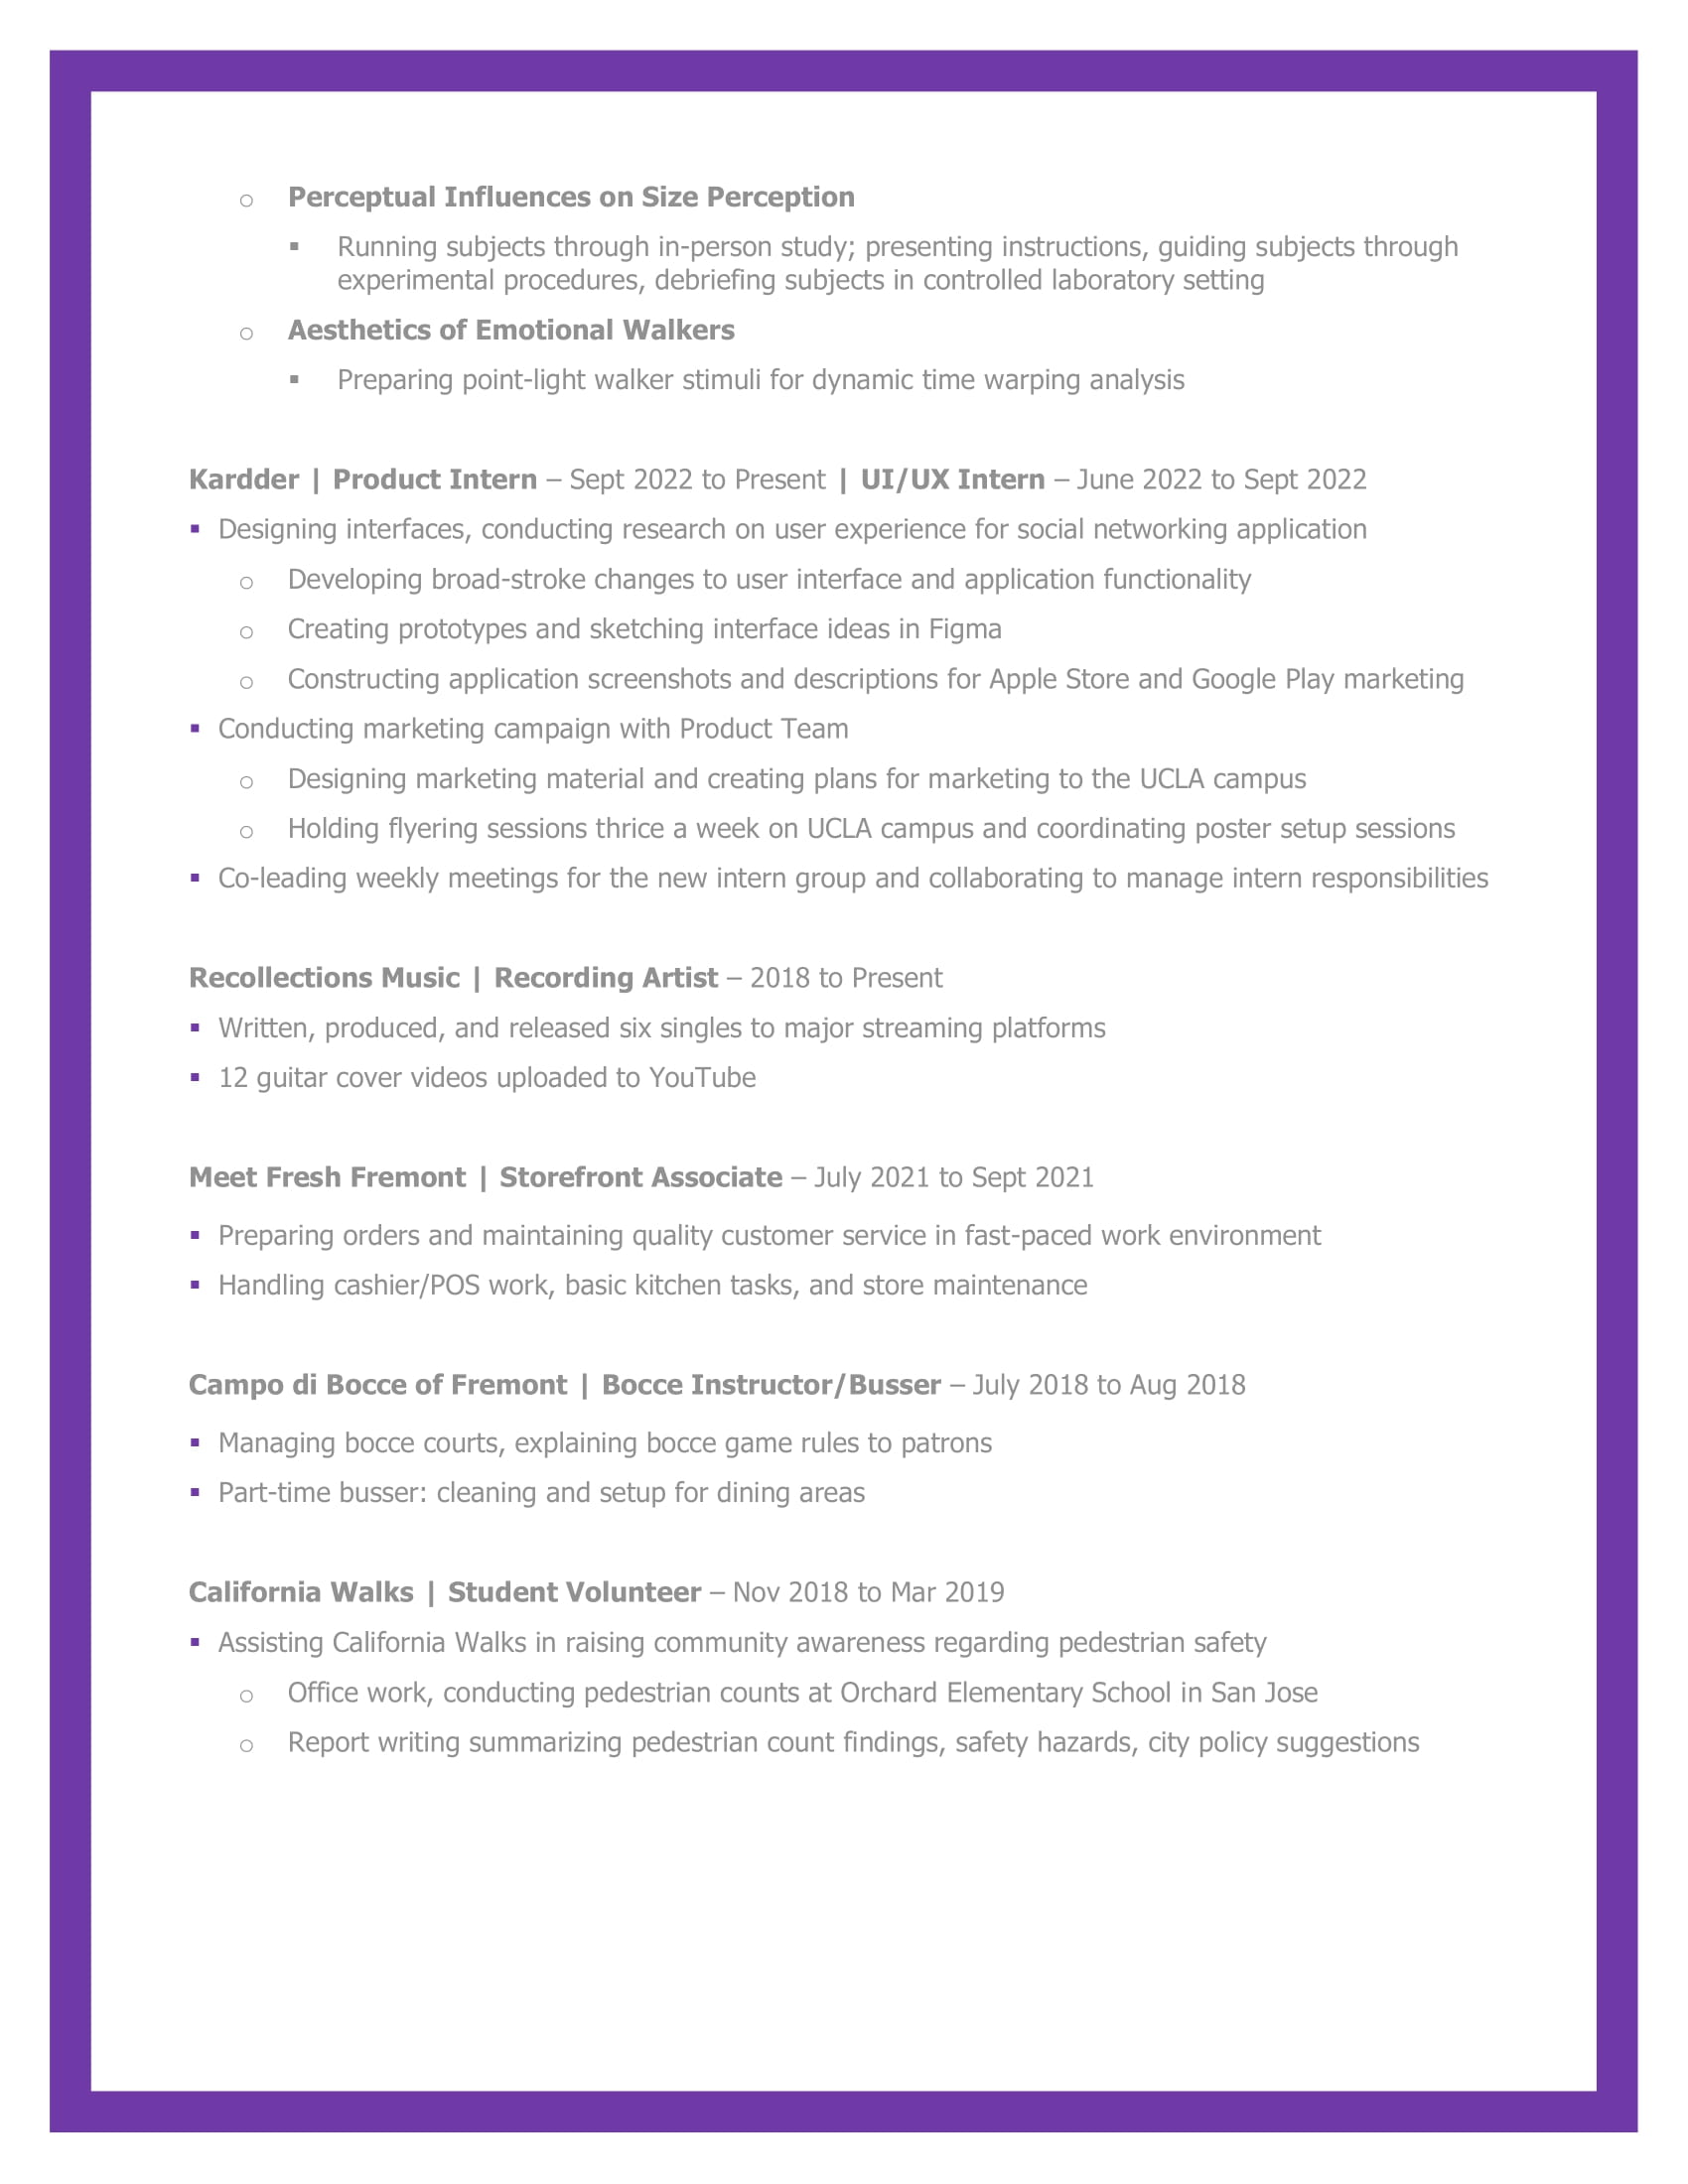 ○ Perceptual Influences on Size Perception
▪ Running subjects through in-person study; presenting instructions, guiding subjects through
experimental procedures, debriefing subjects in controlled laboratory setting
○ Aesthetics of Emotional Walkers
▪ Preparing point-light walker stimuli for dynamic time warping analysis
Kardder | Product Intern – Sept 2022 to Present | UI/UX Intern – June 2022 to Sept 2022
▪ Designing interfaces, conducting research on user experience for social networking application
○ Developing broad-stroke changes to user interface and application functionality
○ Creating prototypes and sketching interface ideas in Figma
○ Constructing application screenshots and descriptions for Apple Store and Google Play marketing
▪ Conducting marketing campaign with Product Team
○ Designing marketing material and creating plans for marketing to the UCLA campus
○ Holding flyering sessions thrice a week on UCLA campus and coordinating poster setup sessions
▪ Co-leading weekly meetings for the new intern group and collaborating to manage intern responsibilities
Recollections Music | Recording Artist – 2018 to Present
▪ Written, produced, and released six singles to major streaming platforms
▪ 12 guitar cover videos uploaded to YouTube
Meet Fresh Fremont | Storefront Associate – July 2021 to Sept 2021
▪ Preparing orders and maintaining quality customer service in fast-paced work environment
▪ Handling cashier/POS work, basic kitchen tasks, and store maintenance
Campo di Bocce of Fremont | Bocce Instructor/Busser – July 2018 to Aug 2018
▪ Managing bocce courts, explaining bocce game rules to patrons
▪ Part-time busser: cleaning and setup for dining areas
California Walks | Student Volunteer – Nov 2018 to Mar 2019
▪ Assisting California Walks in raising community awareness regarding pedestrian safety
○ Office work, conducting pedestrian counts at Orchard Elementary School in San Jose
○ Report writing summarizing pedestrian count findings, safety hazards, city policy suggestions